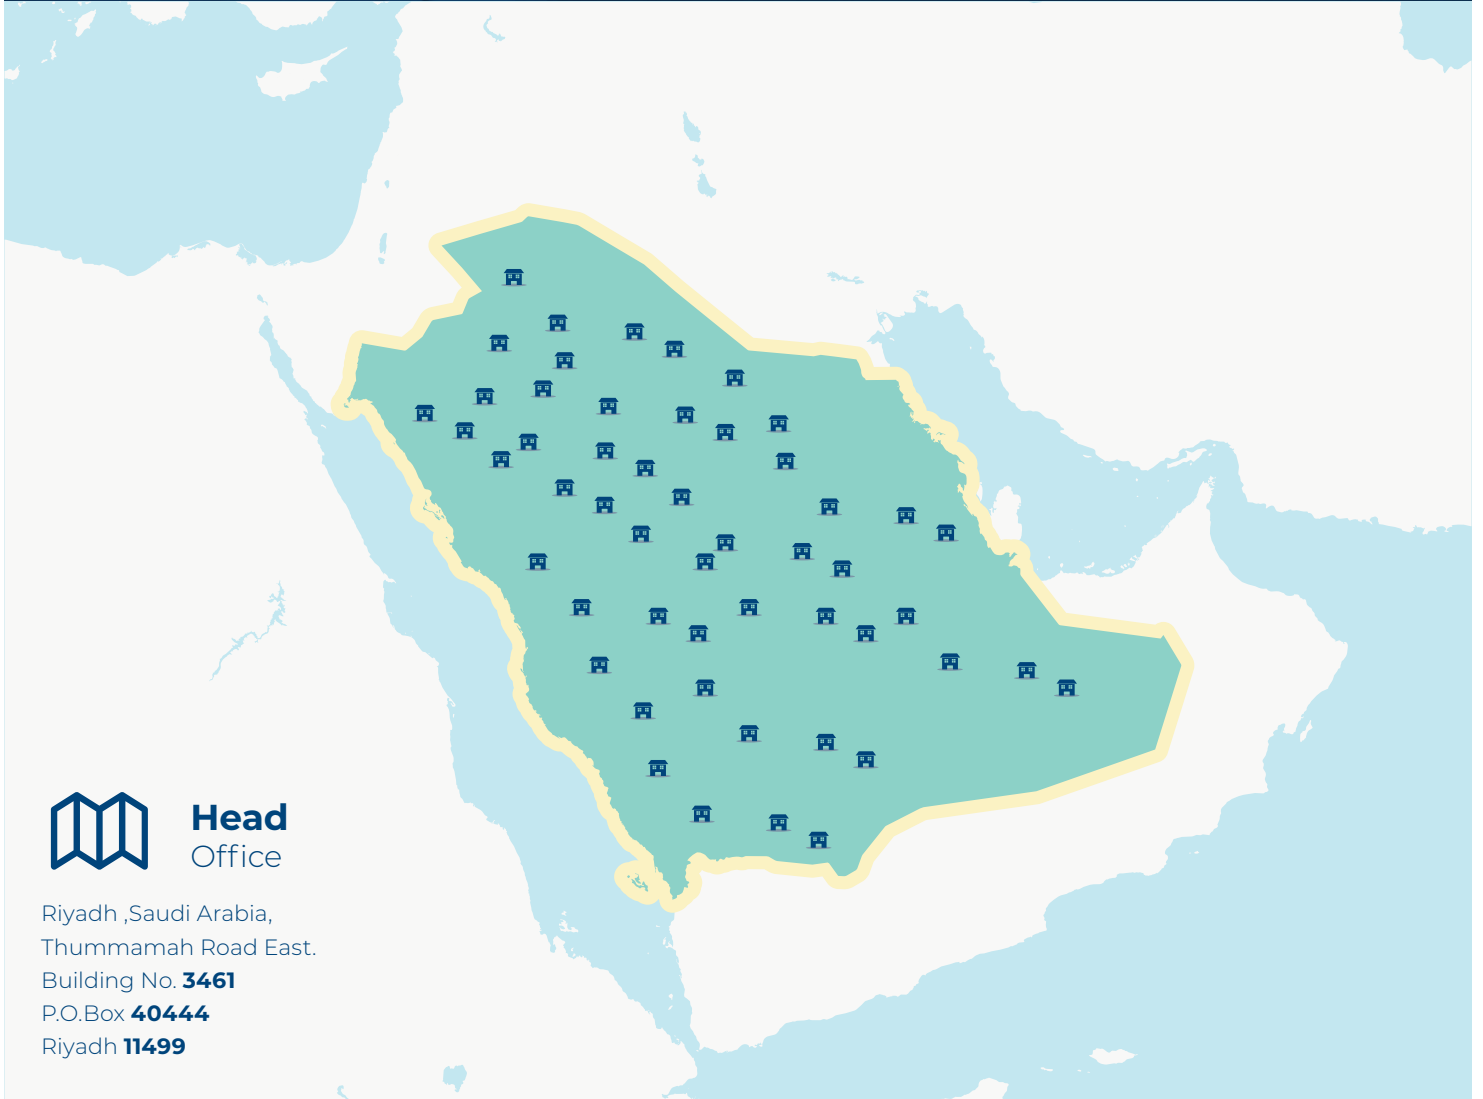 Head
Office
Riyadh ,Saudi Arabia,
Thummamah Road East.
Building No. 3461
P.O.Box 40444
Riyadh 11499